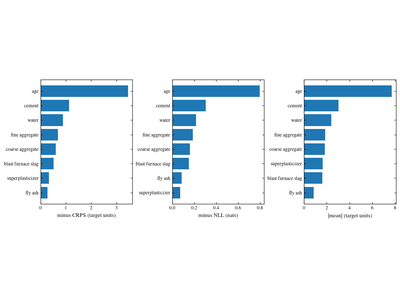 age
cement
water
fine aggregate
coarse aggregate
blast furnace slag
superplasticizer
fly ash
0 1 2 3
minus CRPS (target units)
age
cement
water
fine aggregate
coarse aggregate
blast furnace slag
fly ash
superplasticizer
0.0 0.2 0.4 0.6 0.8
minus NLL (nats)
age
cement
water
fine aggregate
coarse aggregate
superplasticizer
blast furnace slag
fly ash
0 2 4 6 8
|mean| (target units)